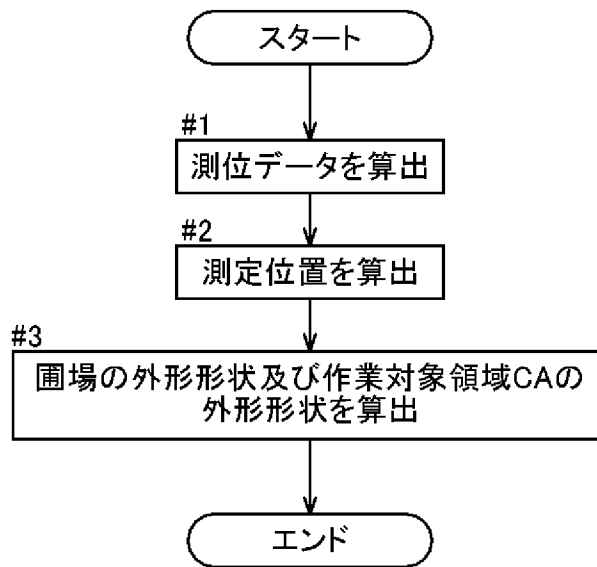 スタート
#1
測位データを算出
#2
測定位置を算出
#3
圃場の外形形状及び作業対象領域CAの
外形形状を算出
エンド